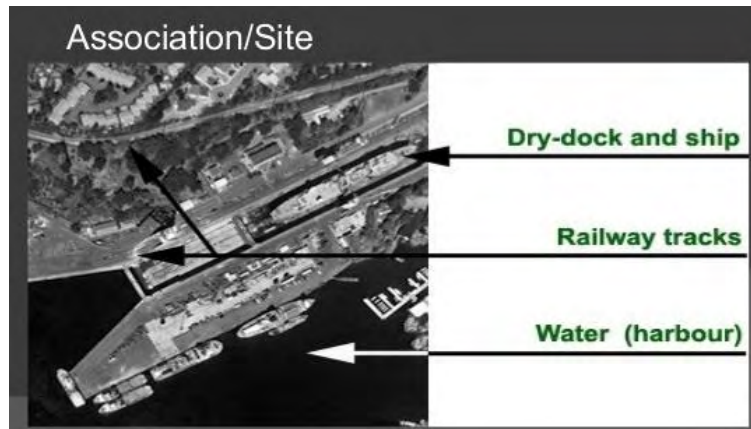 Association/Site
Dry-dock and ship
Railway tracks
Water (harbour)